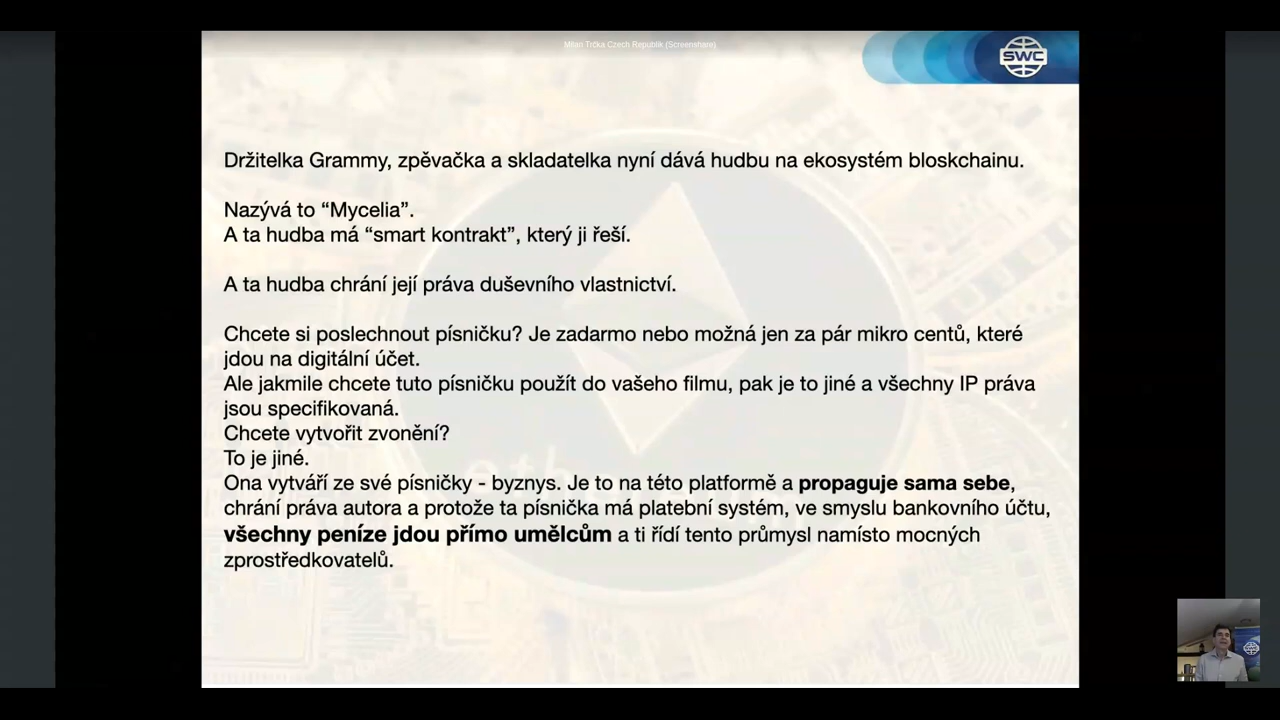 Milan Trčka Czech Republik (Screenshare)
SWC
Držitelka Grammy, zpěvačka a skladatelka nyní dává hudbu na ekosystém bloskchainu.
Nazývá to “Mycelia”.
A ta hudba má “smart kontrakt”, který ji řeší.
A ta hudba chrání její práva duševního vlastnictví.
Chcete si poslechnout písničku? Je zadarmo nebo možná jen za pár mikro centů, které
jdou na digitální účet.
Ale jakmile chcete tuto písničku použít do vašeho filmu, pak je to jiné a všechny IP práva
jsou specifikovaná.
Chcete vytvořit zvonění?
To je jiné.
Ona vytváří ze své písničky - byznys. Je to na této platformě a propaguje sama sebe,
chrání práva autora a protože ta písnička má platební systém, ve smyslu bankovního účtu,
všechny peníze jdou přímo umělcům a ti řídí tento průmysl namísto mocných
zprostředkovatelů.